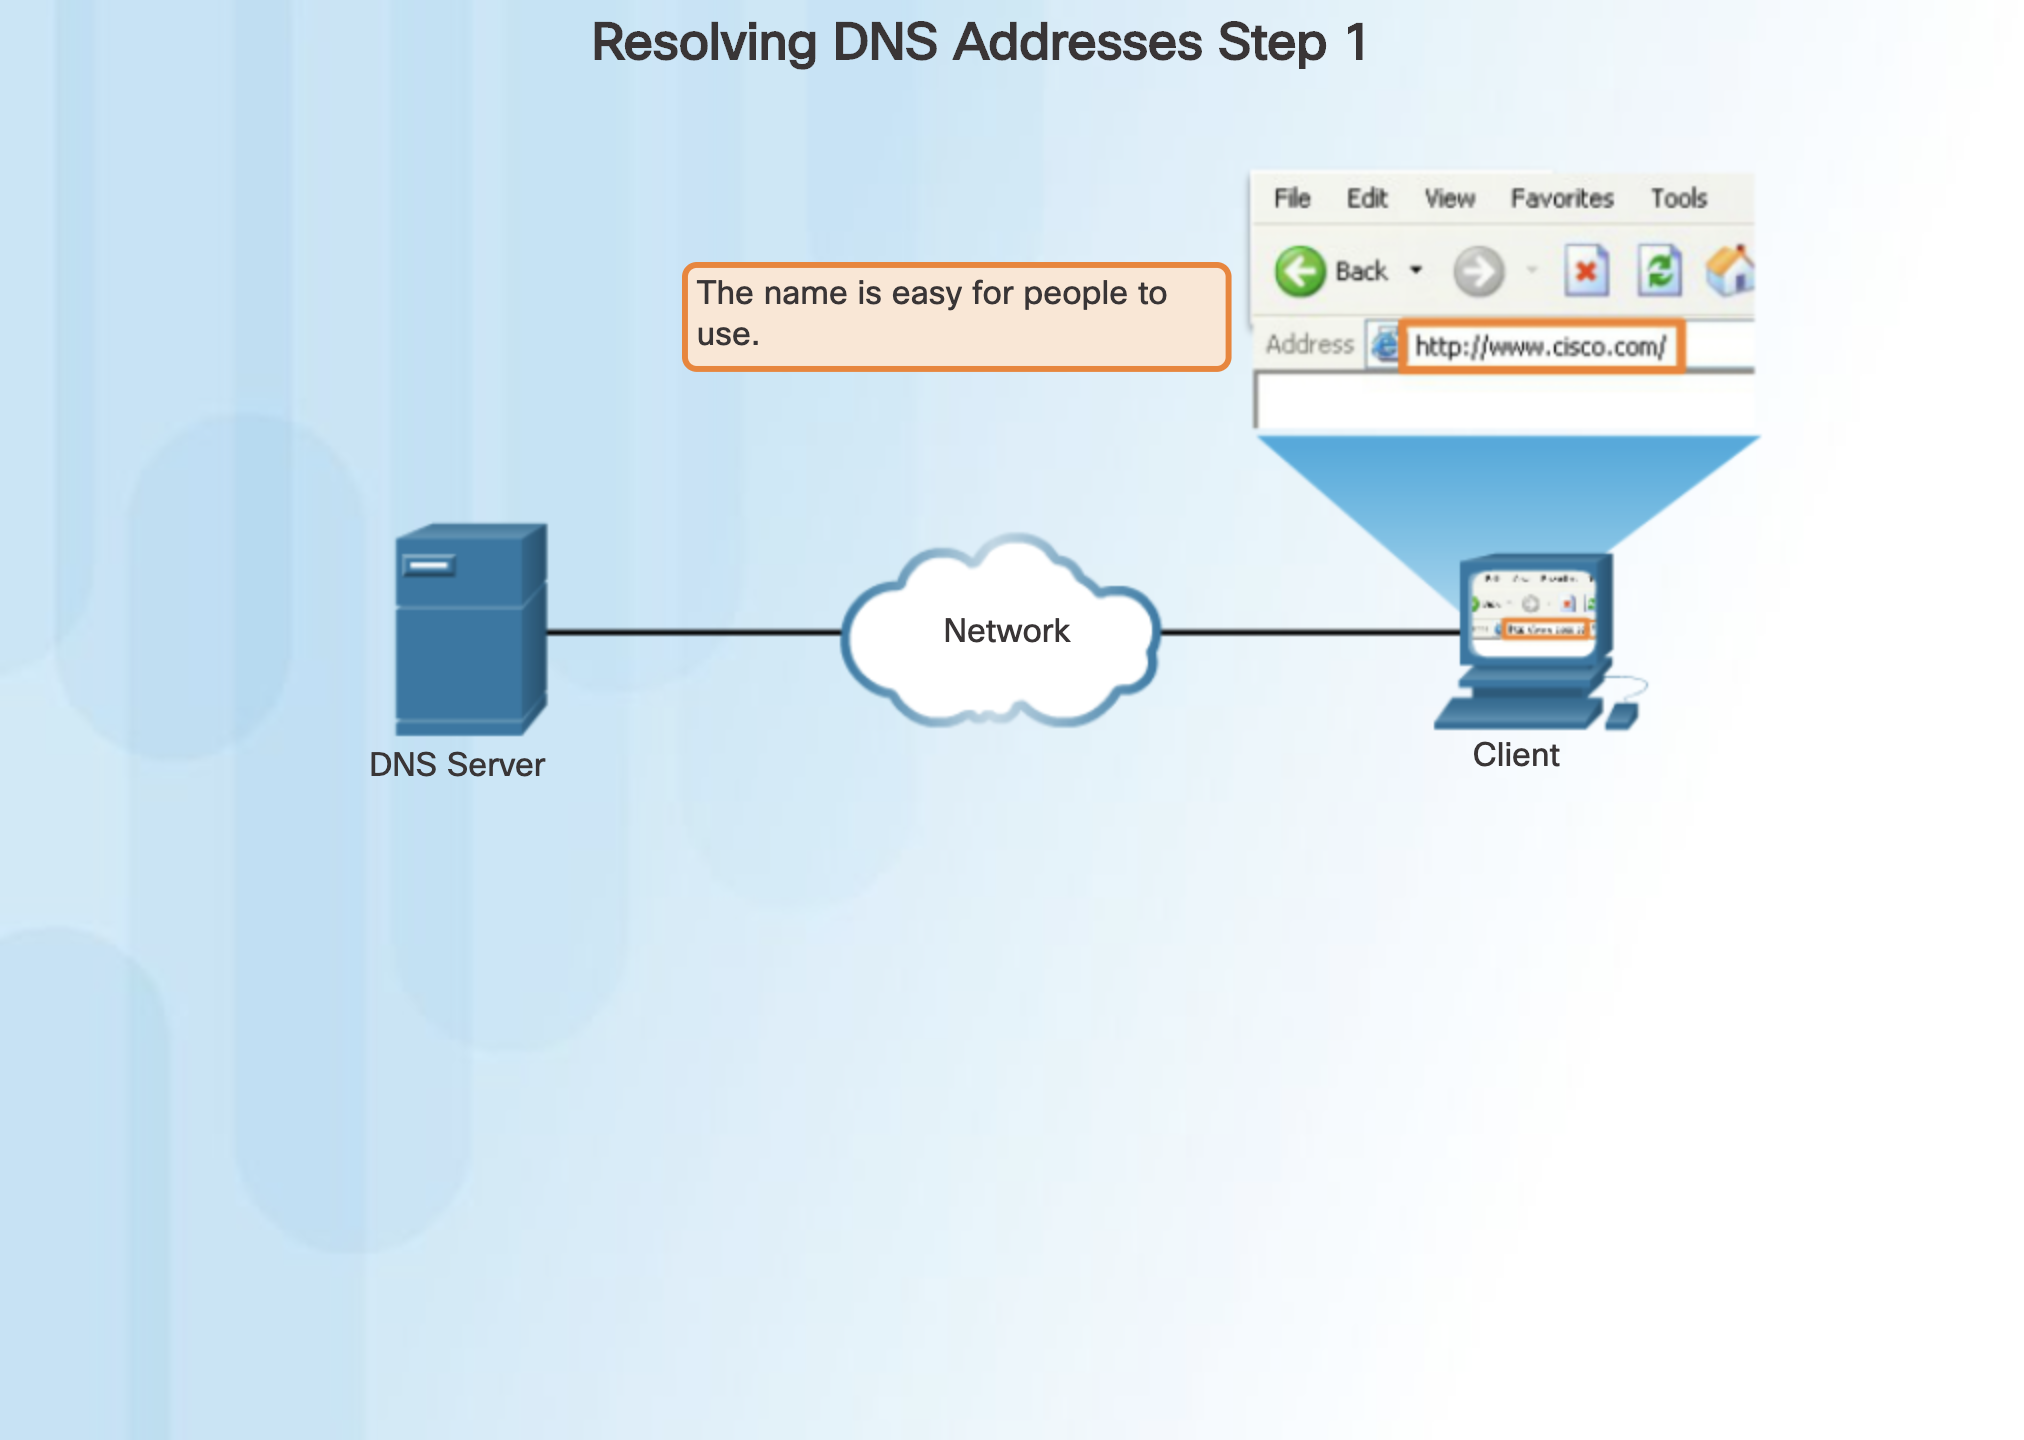 Resolving DNS Addresses Step 1
File Edit View Favorites Tools
Back
The name is easy for people to
use.
Address http://www.cisco.com/
Network
DNS Server
Client